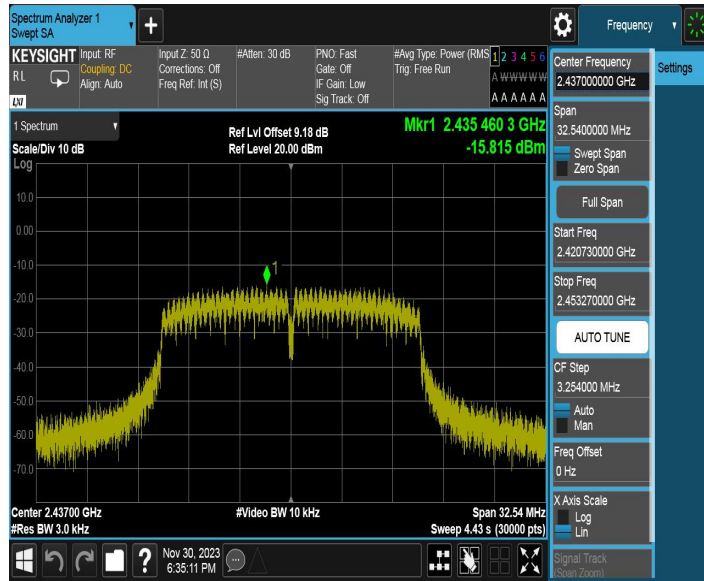 Spectrum Analyzer 1
Swept SA
+
Frequency
KEYSIGHT
RL
LXI
Input: RF
Coupling: DC
Align: Auto
Input Z: 50 Ω
Corrections: Off
Freq Ref: Int (S)
#Atten: 30 dB
PNO: Fast
Gate: Off
IF Gain: Low
Sig Track: Off
#Avg Type: Power (RMS
Trig: Free Run
1 2 3 4 5 6
A W W W W W
A A A A A A
1 Spectrum
Scale/Div 10 dB
Ref Lvl Offset 9.18 dB
Ref Level 20.00 dBm
Mkr1 2.435 460 3 GHz
-15.815 dBm
Log
10.0
0.00
-10.0
-20.0
-30.0
-40.0
-50.0
-60.0
-70.0
1
Center 2.43700 GHz
#Res BW 3.0 kHz
#Video BW 10 kHz
Span 32.54 MHz
Sweep 4.43 s (30000 pts)
Center Frequency
2.437000000 GHz
Settings
Span
32.5400000 MHz
Swept Span
Zero Span
Full Span
Start Freq
2.420730000 GHz
Stop Freq
2.453270000 GHz
AUTO TUNE
CF Step
3.254000 MHz
Auto
Man
Freq Offset
0 Hz
X Axis Scale
Log
Lin
Signal Track
(Span Zoom)
?
Nov 30, 2023
6:35:11 PM